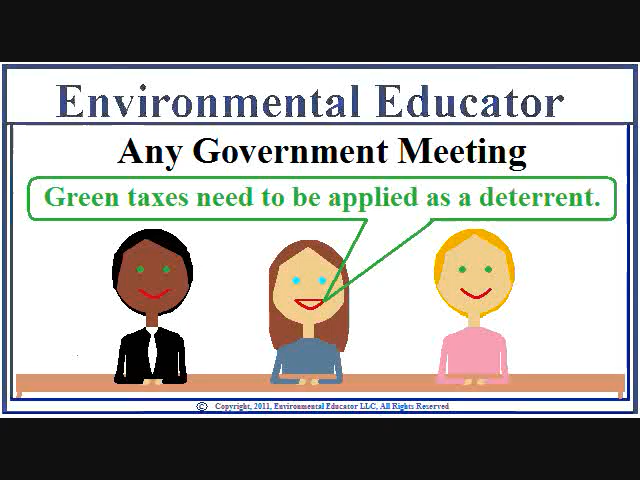 Environmental Educator
Any Government Meeting
Green taxes need to be applied as a deterrent.
© Copyright, 2011, Environmental Educator LLC, All Rights Reserved